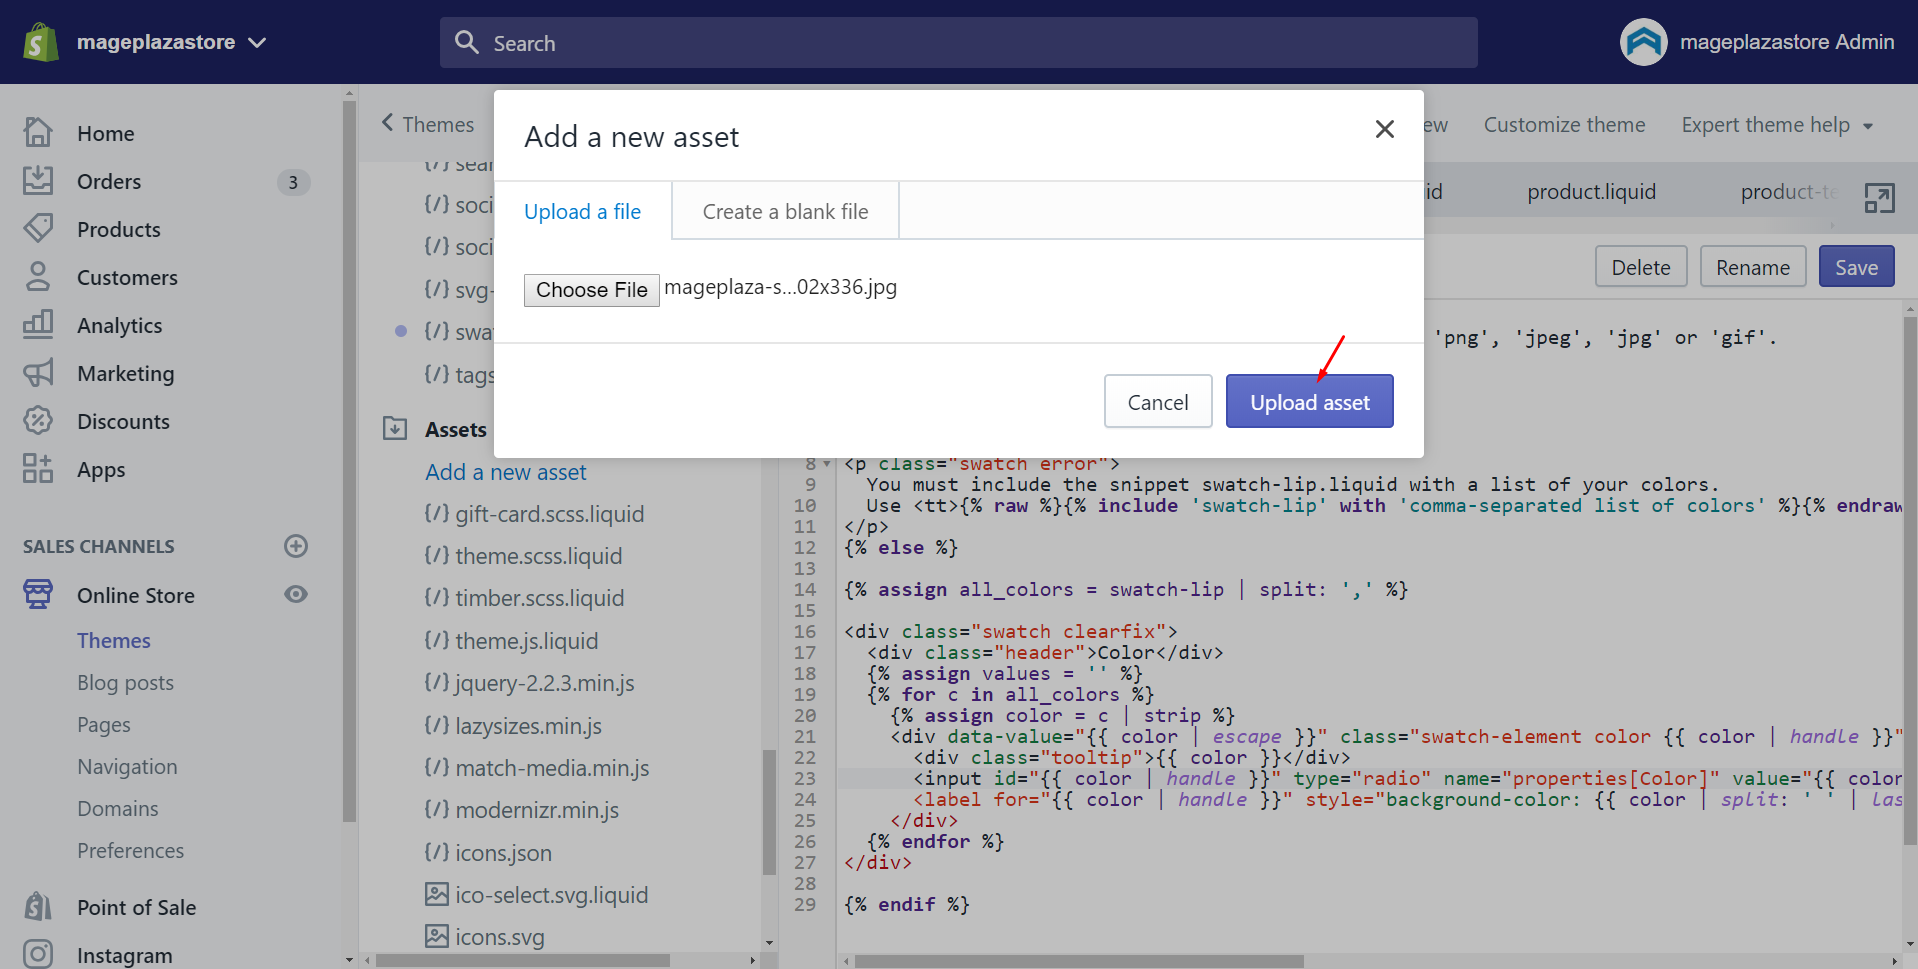 mageplazastore
Search
mageplazastore Admin
Home
Orders 3
Products
Customers
Analytics
Marketing
Discounts
Apps
SALES CHANNELS
Online Store
Themes
Blog posts
Pages
Navigation
Domains
Preferences
Point of Sale
Instagram
Themes
{/} sear
{/} soci
{/} soci
{/} svg-
{/} swa
{/} tags
Assets
Add a new asset
{/} gift-card.scss.liquid
{/} theme.scss.liquid
{/} timber.scss.liquid
{/} theme.js.liquid
{/} jquery-2.2.3.min.js
{/} lazysizes.min.js
{/} match-media.min.js
{/} modernizr.min.js
{/} icons.json
ico-select.svg.liquid
icons.svg
Add a new asset
Upload a file
Create a blank file
Choose File mageplaza-s...02x336.jpg
Cancel
Upload asset
ew
Customize theme
Expert theme help
id
product.liquid
product-te
Delete
Rename
Save
'png', 'jpeg', 'jpg' or 'gif'.
8 <p class="swatch error">
9 You must include the snippet swatch-lip.liquid with a list of your colors.
10 Use <tt>{% raw %}{% include 'swatch-lip' with 'comma-separated list of colors' %}{% endraw
11 </p>
12 {% else %}
13
14 {% assign all_colors = swatch-lip | split: ',' %}
15
16 <div class="swatch clearfix">
17 <div class="header">Color</div>
18 {% assign values = '' %}
19 {% for c in all_colors %}
20 {% assign color = c | strip %}
21 <div data-value="{{ color | escape }}" class="swatch-element color {{ color | handle }}"
22 <div class="tooltip">{{ color }}</div>
23 <input id="{{ color | handle }}" type="radio" name="properties[Color]" value="{{ color
24 <label for="{{ color | handle }}" style="background-color: {{ color | split: ' ' | las
25 </div>
26 {% endfor %}
27 </div>
28
29 {% endif %}